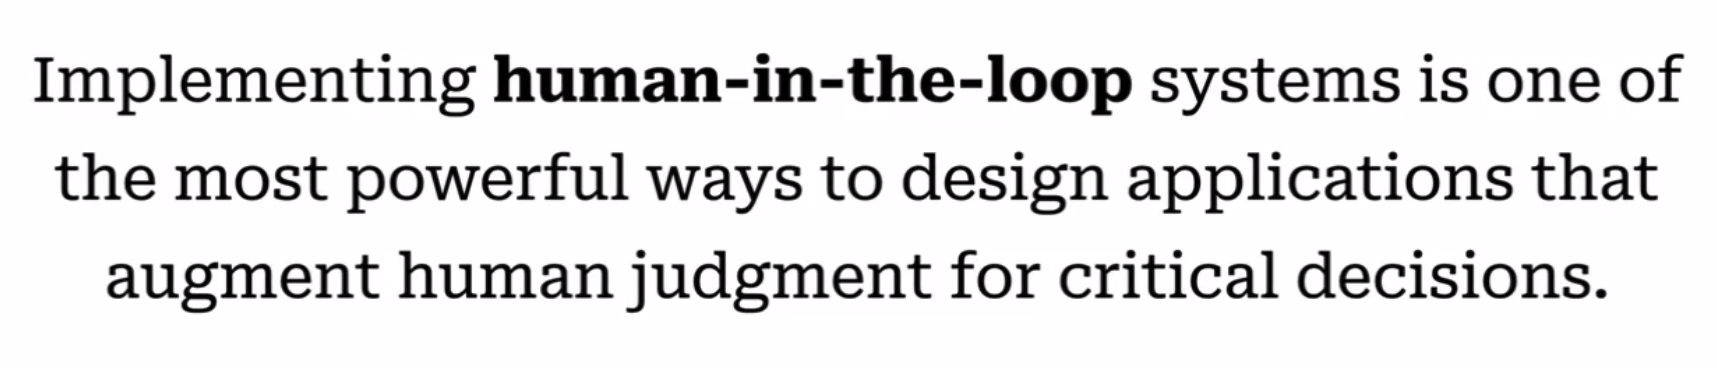 Implementing human-in-the-loop systems is one of
the most powerful ways to design applications that
augment human judgment for critical decisions.